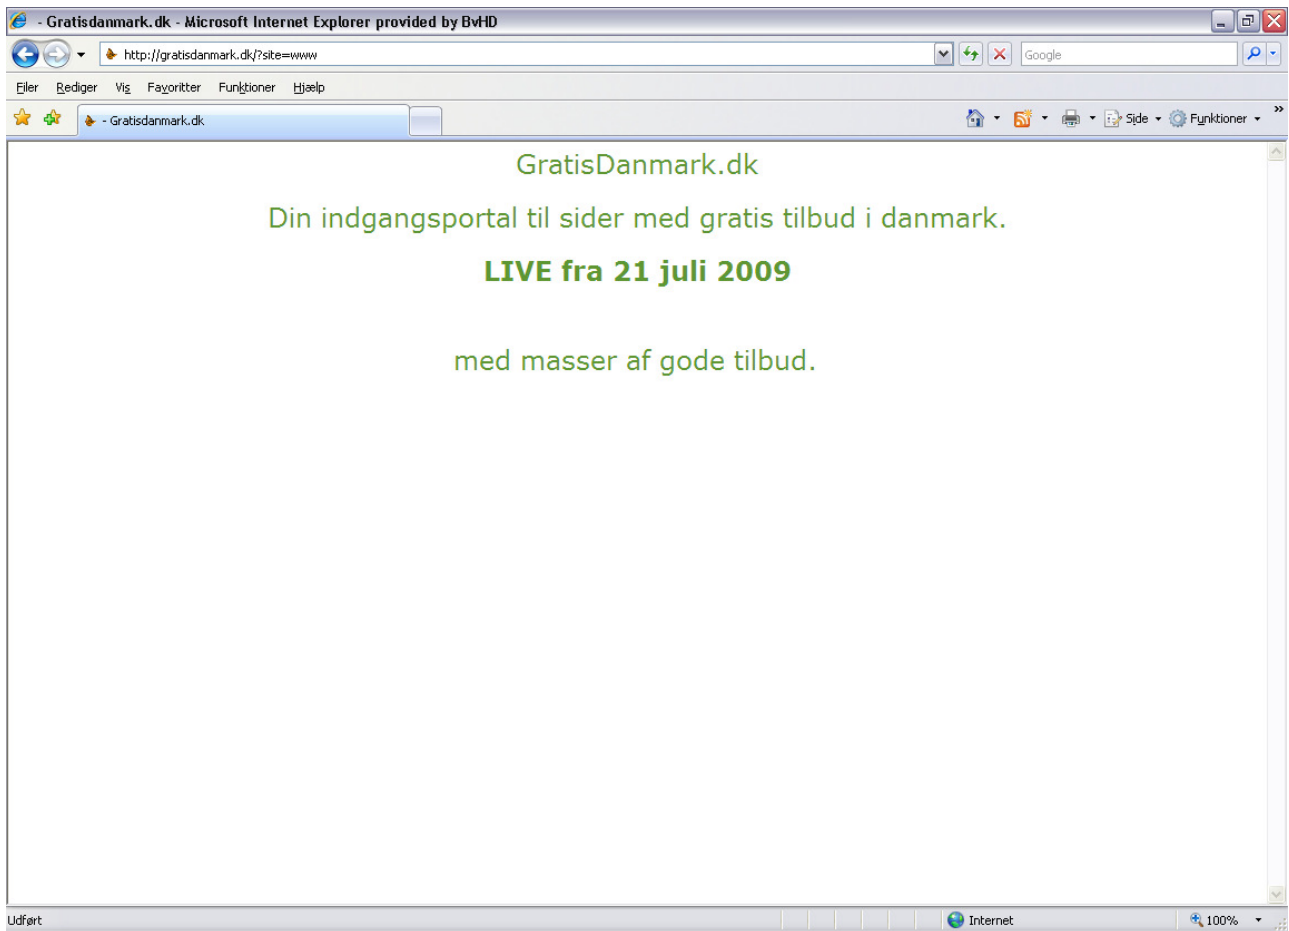 - Gratisdanmark.dk - Microsoft Internet Explorer provided by BvHD
http://gratisdanmark.dk/?site=www
Google
Filer Rediger Vis Favoritter Funktioner Hjælp
- Gratisdanmark.dk
Side Funktioner »
GratisDanmark.dk
Din indgangsportal til sider med gratis tilbud i danmark.
LIVE fra 21 juli 2009
med masser af gode tilbud.
Udført Internet 100%